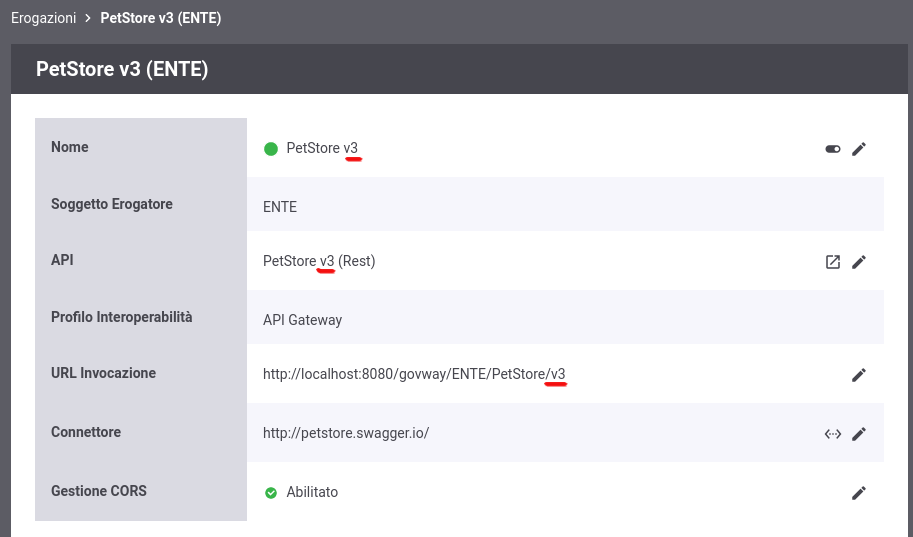 Erogazioni > PetStore v3 (ENTE)
PetStore v3 (ENTE)
Nome PetStore v3
Soggetto Erogatore ENTE
API PetStore v3 (Rest)
Profilo Interoperabilità API Gateway
URL Invocazione http://localhost:8080/govway/ENTE/PetStore/v3
Connettore http://petstore.swagger.io/
Gestione CORS Abilitato